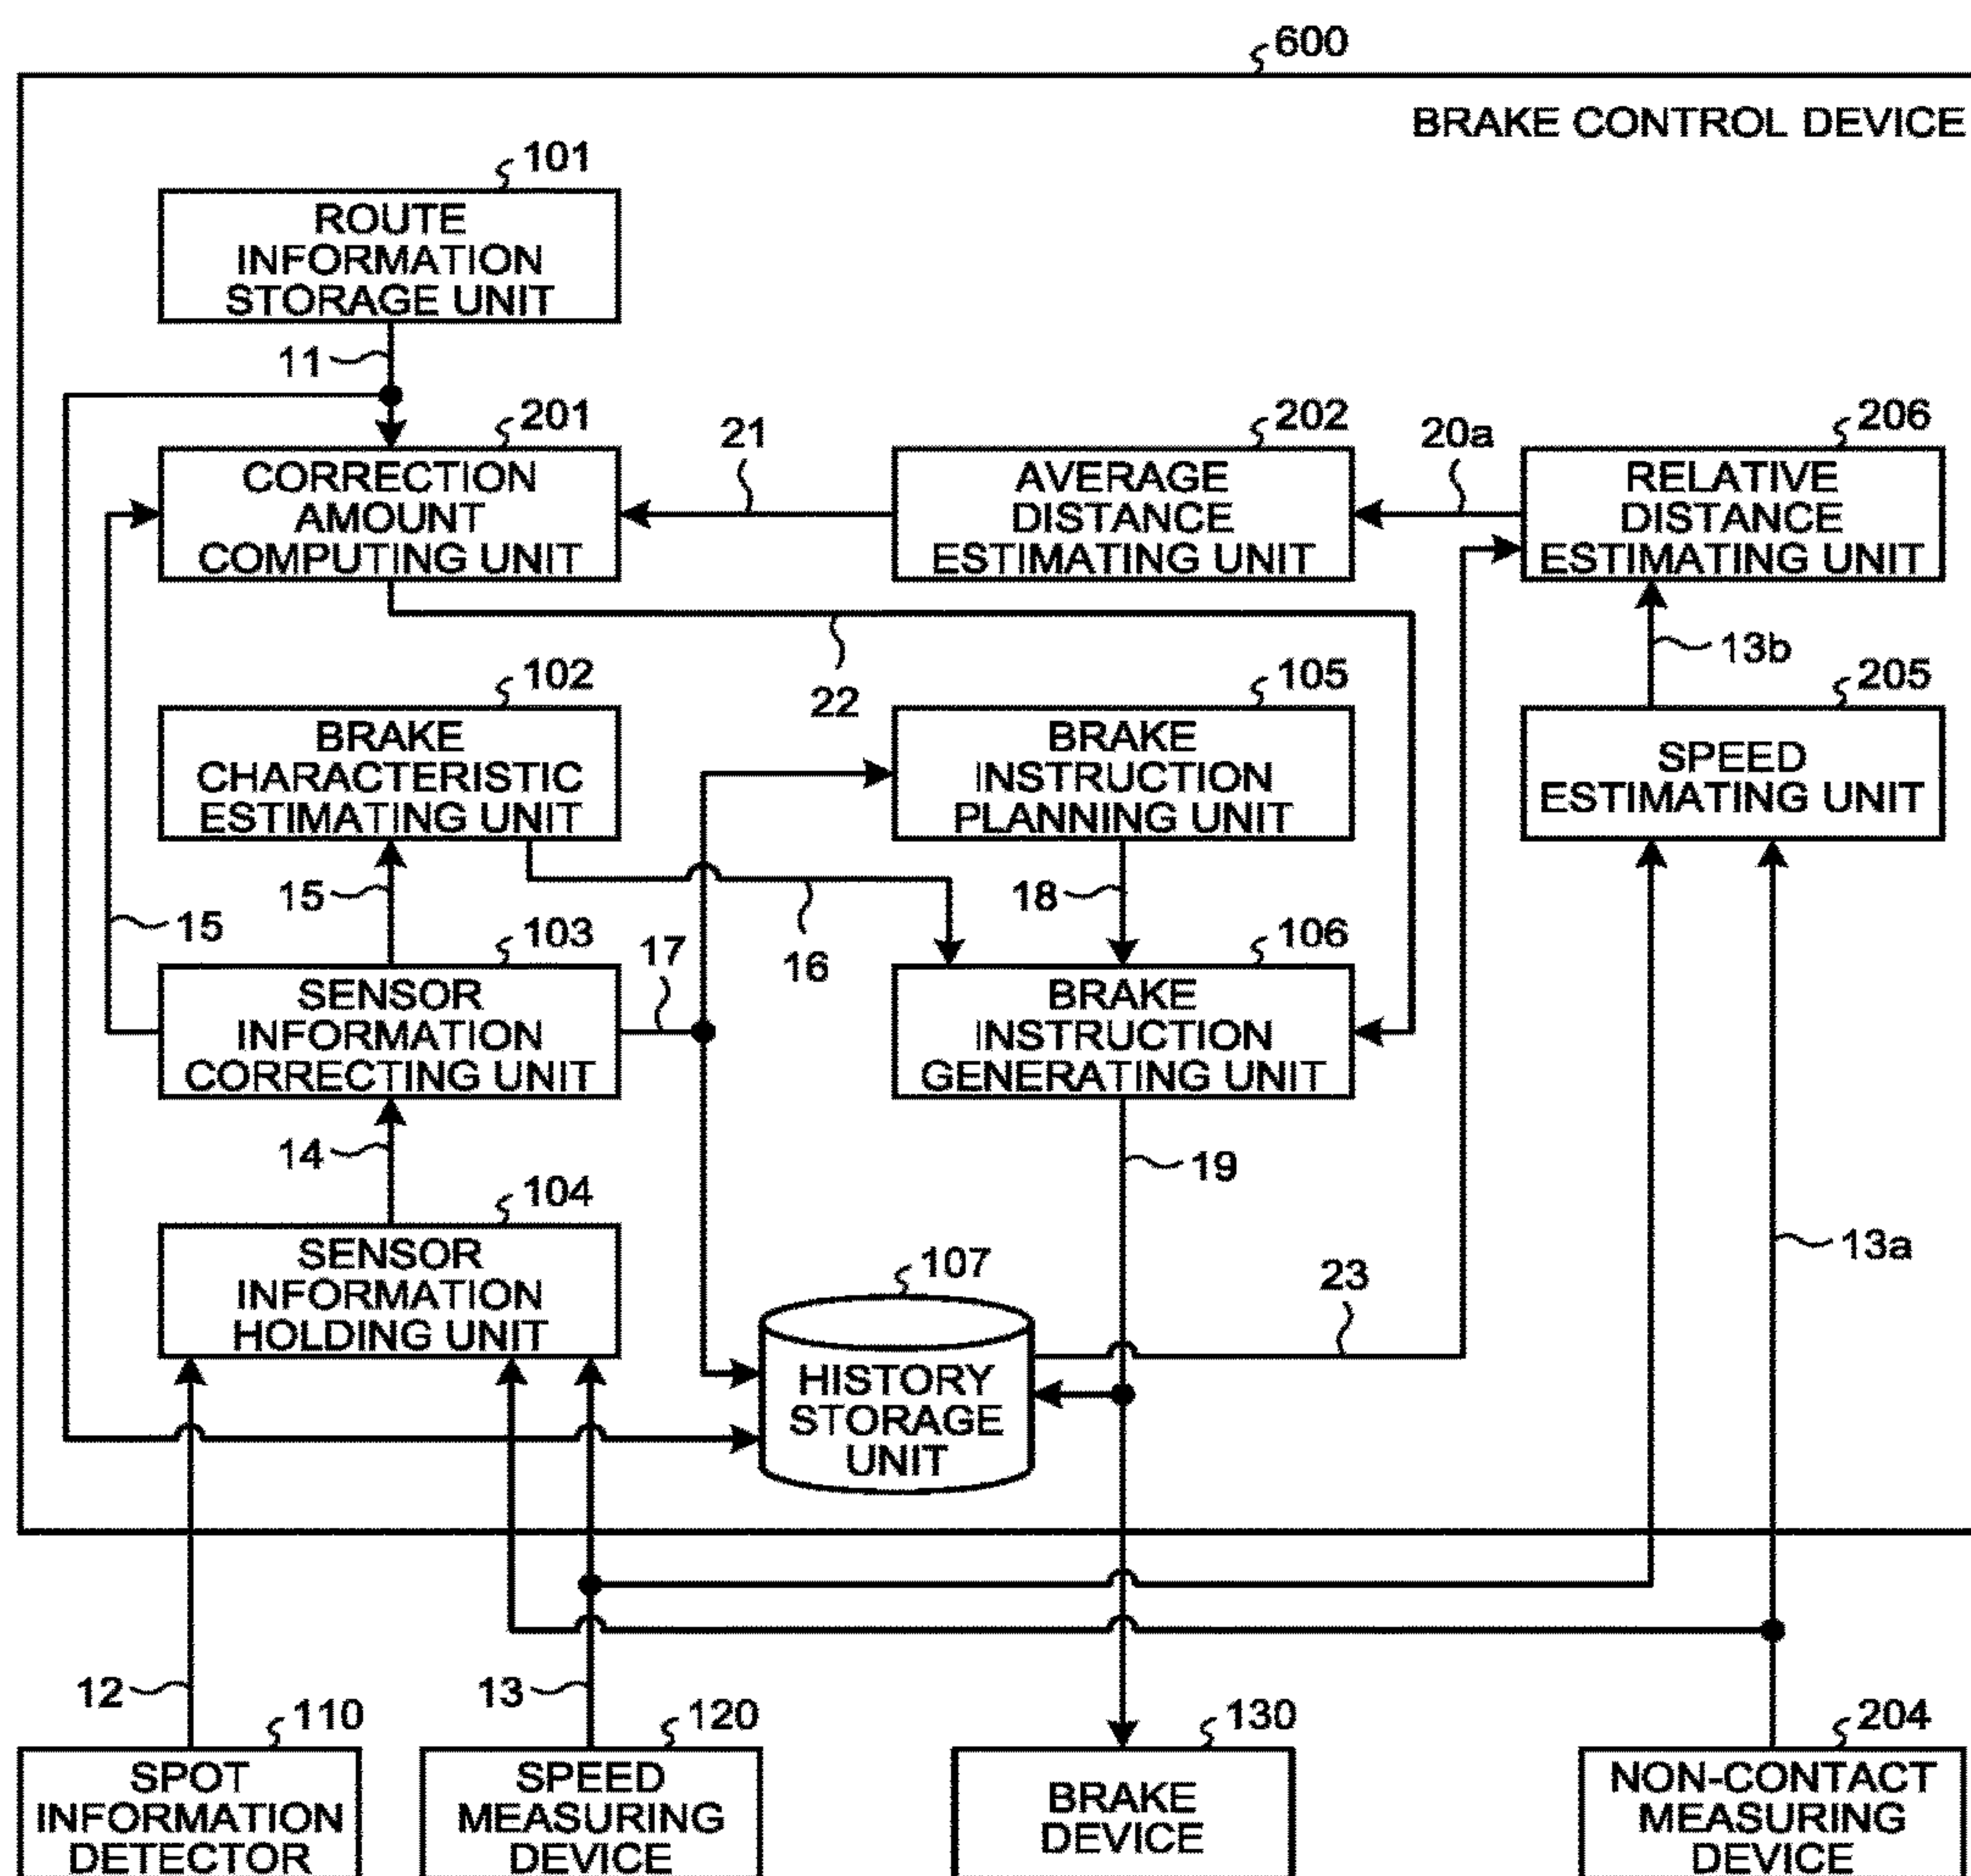 600
BRAKE CONTROL DEVICE
101
ROUTE
INFORMATION
STORAGE UNIT
11
201
CORRECTION
AMOUNT
COMPUTING UNIT
21
202
AVERAGE
DISTANCE
ESTIMATING UNIT
20a
206
RELATIVE
DISTANCE
ESTIMATING UNIT
22
13b
102
BRAKE
CHARACTERISTIC
ESTIMATING UNIT
105
BRAKE
INSTRUCTION
PLANNING UNIT
205
SPEED
ESTIMATING UNIT
15
15
16
18
103
SENSOR
INFORMATION
CORRECTING UNIT
17
106
BRAKE
INSTRUCTION
GENERATING UNIT
14
19
104
SENSOR
INFORMATION
HOLDING UNIT
107
HISTORY
STORAGE
UNIT
23
13a
12
110
SPOT
INFORMATION
DETECTOR
13
120
SPEED
MEASURING
DEVICE
130
BRAKE
DEVICE
204
NON-CONTACT
MEASURING
DEVICE